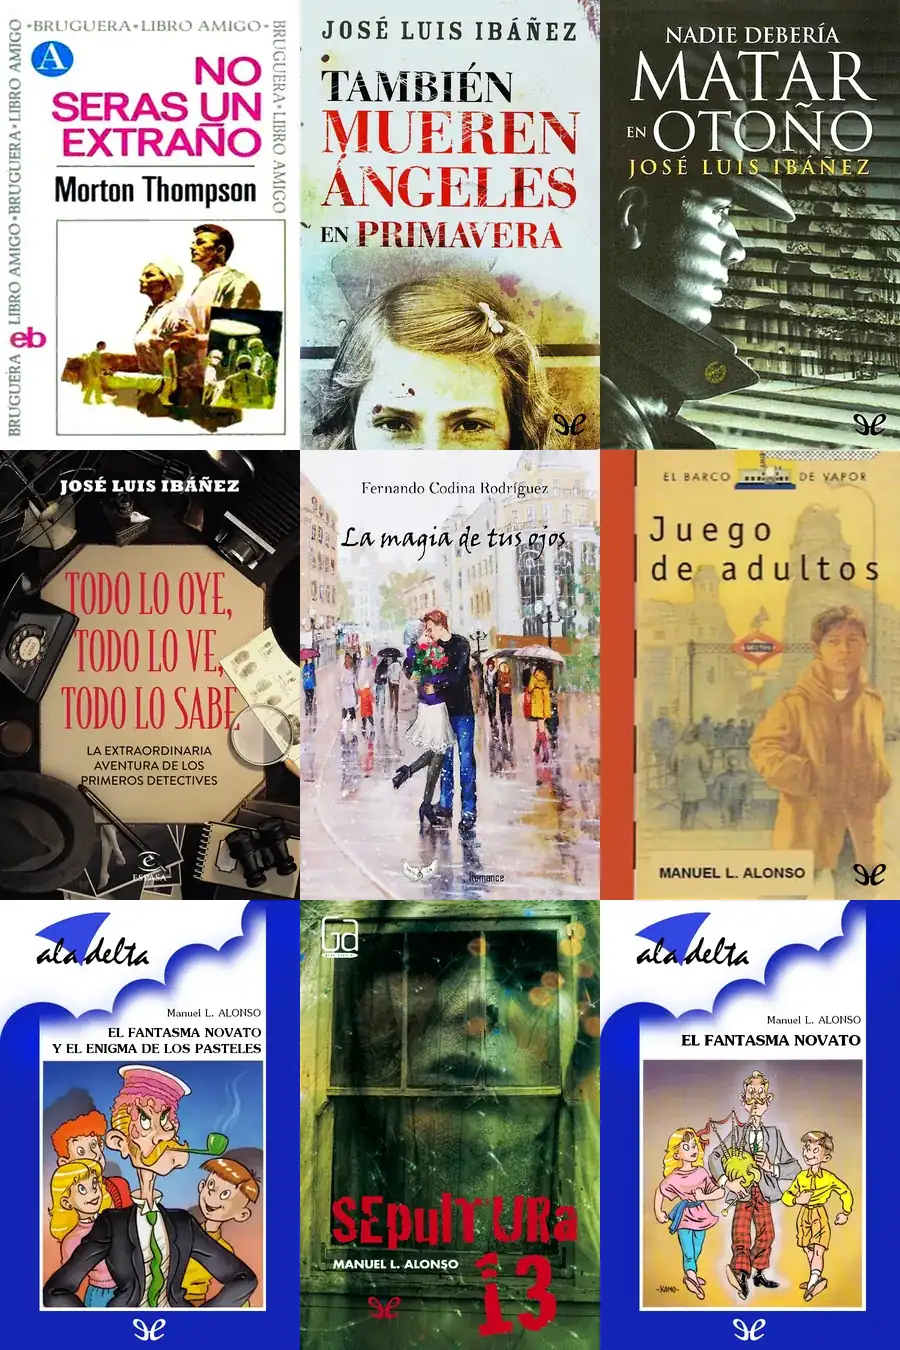 BRUGUERA•LIBRO AMIGO•
BRUGUERA•LIBRO AMIGO
BRUGUERA LIBRO AMIGO•BRUGUERA•LIBRO AMIGO
A
NO
SERAS UN
EXTRAÑO
Morton Thompson
eb
JOSÉ LUIS IBÁÑEZ
TAMBIÉN
MUEREN
ÁNGELES
EN PRIMAVERA
NADIE DEBERÍA
MATAR
EN OTOÑO
JOSÉ LUIS IBÁÑEZ
JOSÉ LUIS IBÁÑEZ
TODO LO OYE,
TODO LO VE,
TODO LO SABE
LA EXTRAORDINARIA
AVENTURA DE LOS
PRIMEROS DETECTIVES
e
ESPASA
Fernando Codina Rodríguez
La magia de tus ojos
Romance
EL BARCO DE VAPOR
Juego
de adultos
METRO
MANUEL L. ALONSO
ala delta
Manuel L. ALONSO
EL FANTASMA NOVATO
Y EL ENIGMA DE LOS PASTELES
SEpulTURa
13
MANUEL L. ALONSO
ala delta
Manuel L. ALONSO
EL FANTASMA NOVATO
-KANO-